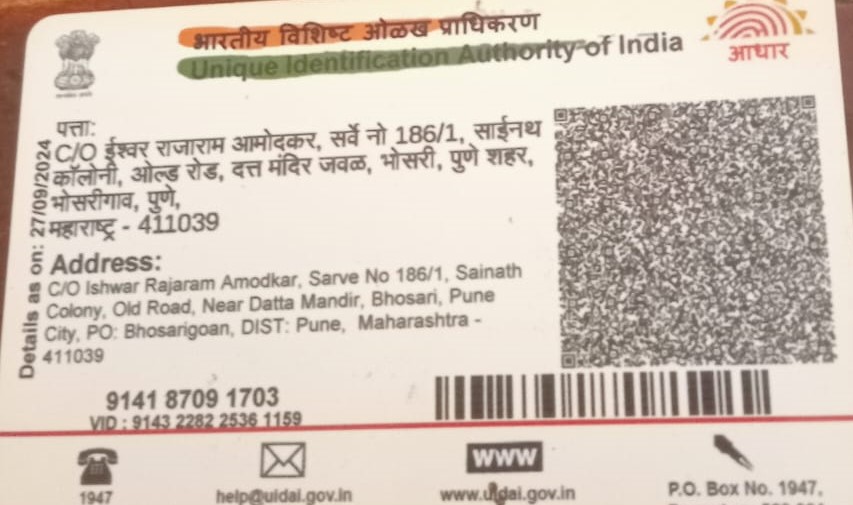 भारतीय विशिष्ट ओळख प्राधिकरण
Unique Identification Authority of India
आधार
पत्ता:
C/O ईश्वर राजाराम आमोदकर, सर्वे नो 186/1, साईनथ
कॉलोनी, ओल्ड रोड, दत्त मंदिर जवळ, भोसरी, पुणे शहर,
भोसरीगाव, पुणे,
महाराष्ट्र - 411039
Address:
C/O Ishwar Rajaram Amodkar, Sarve No 186/1, Sainath
Colony, Old Road, Near Datta Mandir, Bhosari, Pune
City, PO: Bhosarigoan, DIST: Pune, Maharashtra -
411039
Details as on: 27/09/2024
9141 8709 1703
VID : 9143 2282 2536 1159
1947
help@uidai.gov.in
www
www.uidai.gov.in
P.O. Box No. 1947,